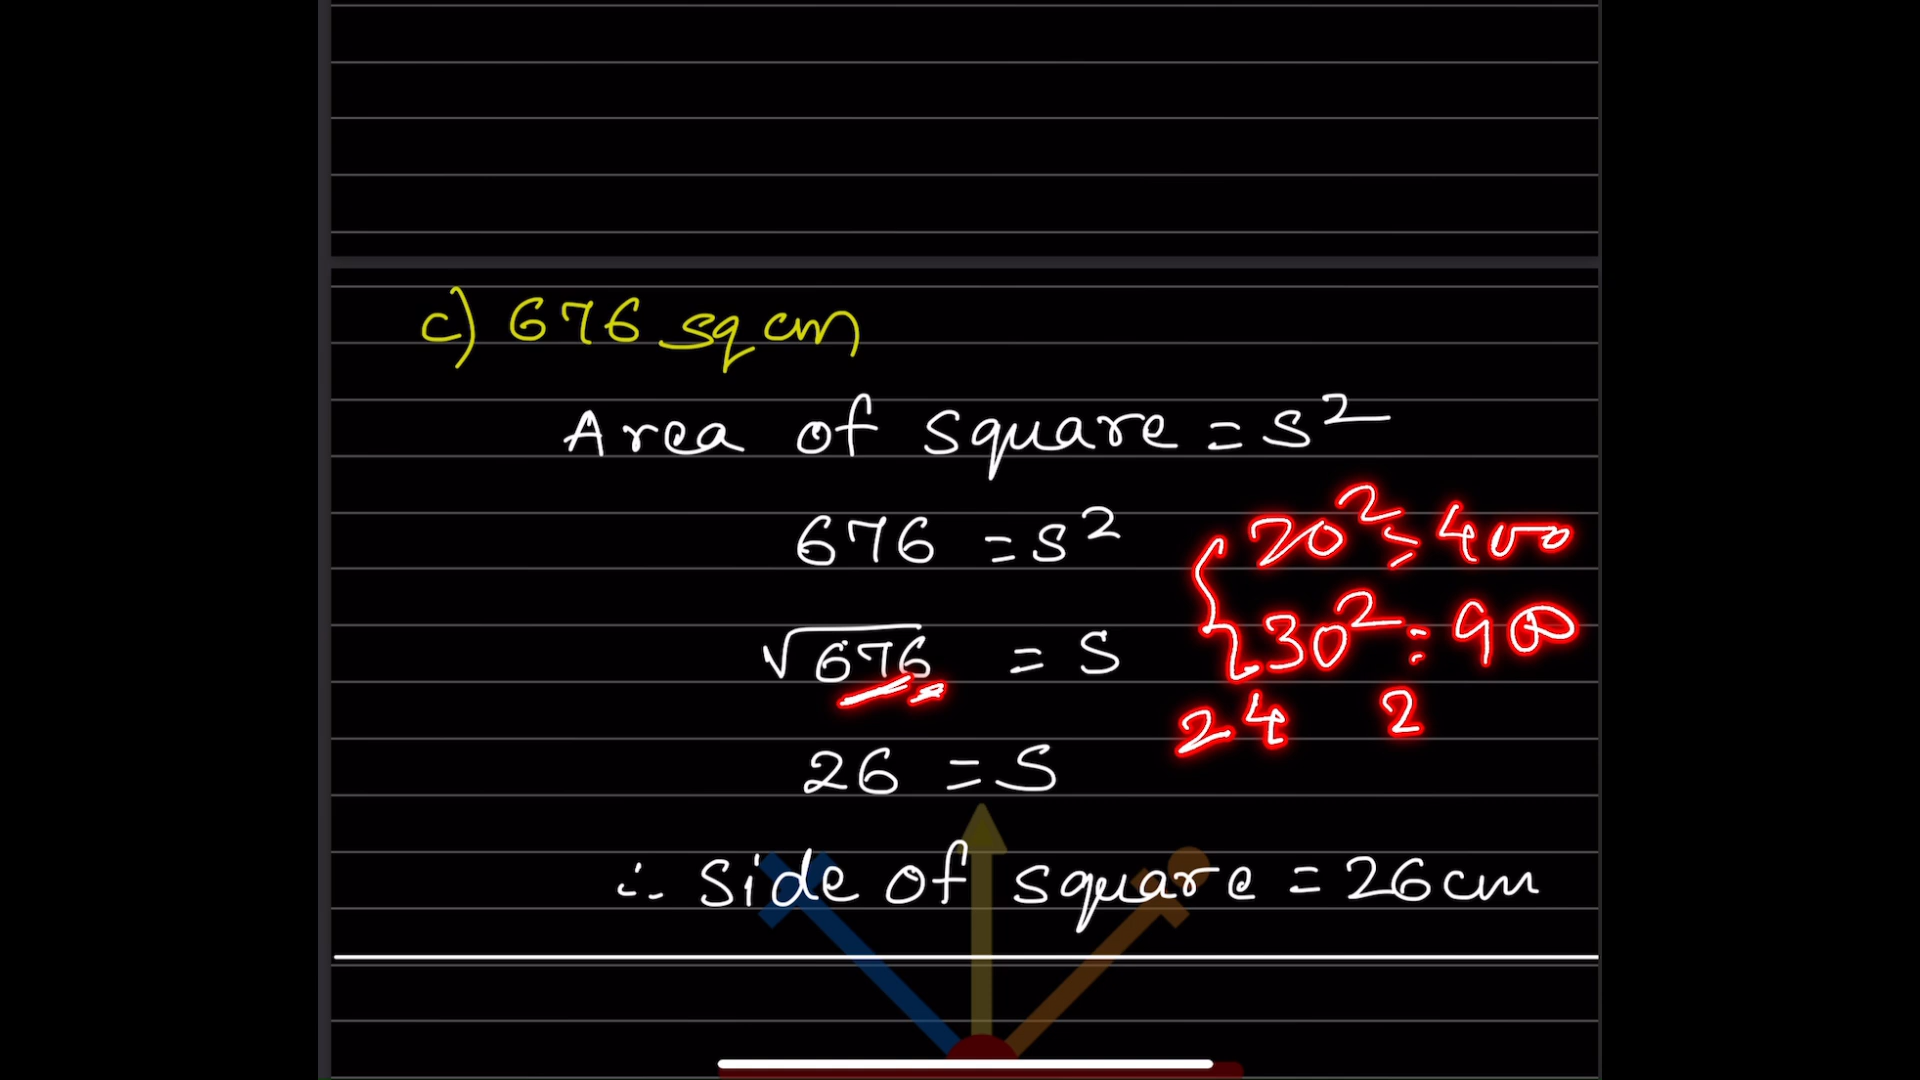 c) 676 sq cm
Area of square = s²
676 = s²
20² = 400
√676 = s
30² = 900
24 2
26 = s
∴ side of square = 26 cm